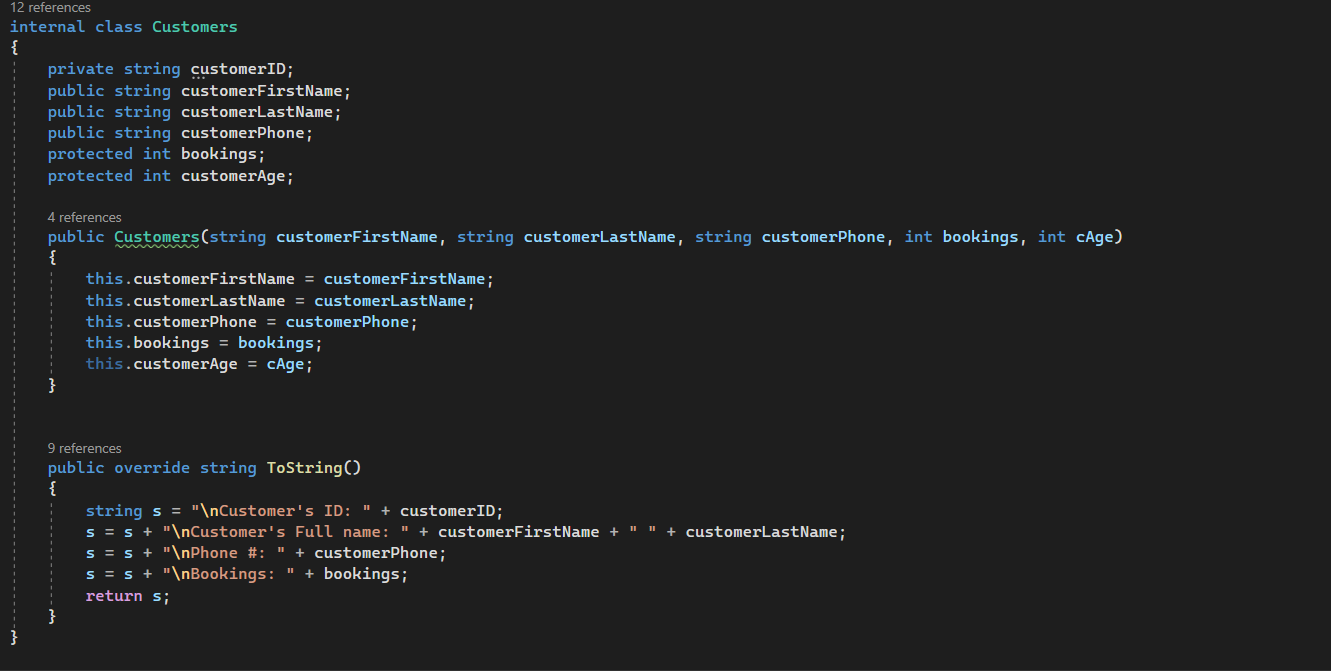 12 references
internal class Customers
{
private string customerID;
public string customerFirstName;
public string customerLastName;
public string customerPhone;
protected int bookings;
protected int customerAge;
4 references
public Customers(string customerFirstName, string customerLastName, string customerPhone, int bookings, int cAge)
{
this.customerFirstName = customerFirstName;
this.customerLastName = customerLastName;
this.customerPhone = customerPhone;
this.bookings = bookings;
this.customerAge = cAge;
}
9 references
public override string ToString()
{
string s = "\nCustomer's ID: " + customerID;
s = s + "\nCustomer's Full name: " + customerFirstName + " " + customerLastName;
s = s + "\nPhone #: " + customerPhone;
s = s + "\nBookings: " + bookings;
return s;
}
}